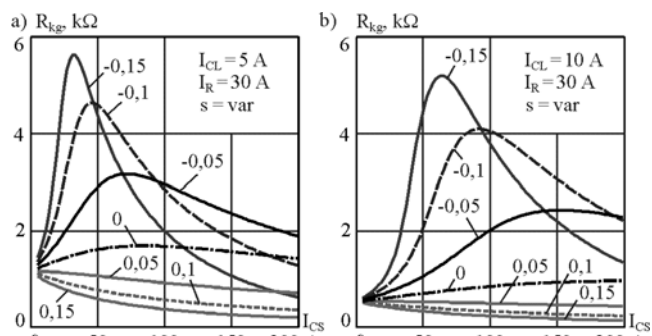 a) R_kg, kΩ
6
I_CL = 5 A
I_R = 30 A
s = var
-0,15
-0,1
4
-0,05
2
0
0,05
0,1
0,15
0
I_CS
b) R_kg, kΩ
6
I_CL = 10 A
I_R = 30 A
s = var
-0,15
4
-0,1
-0,05
2
0
0,05
0,1
0,15
0